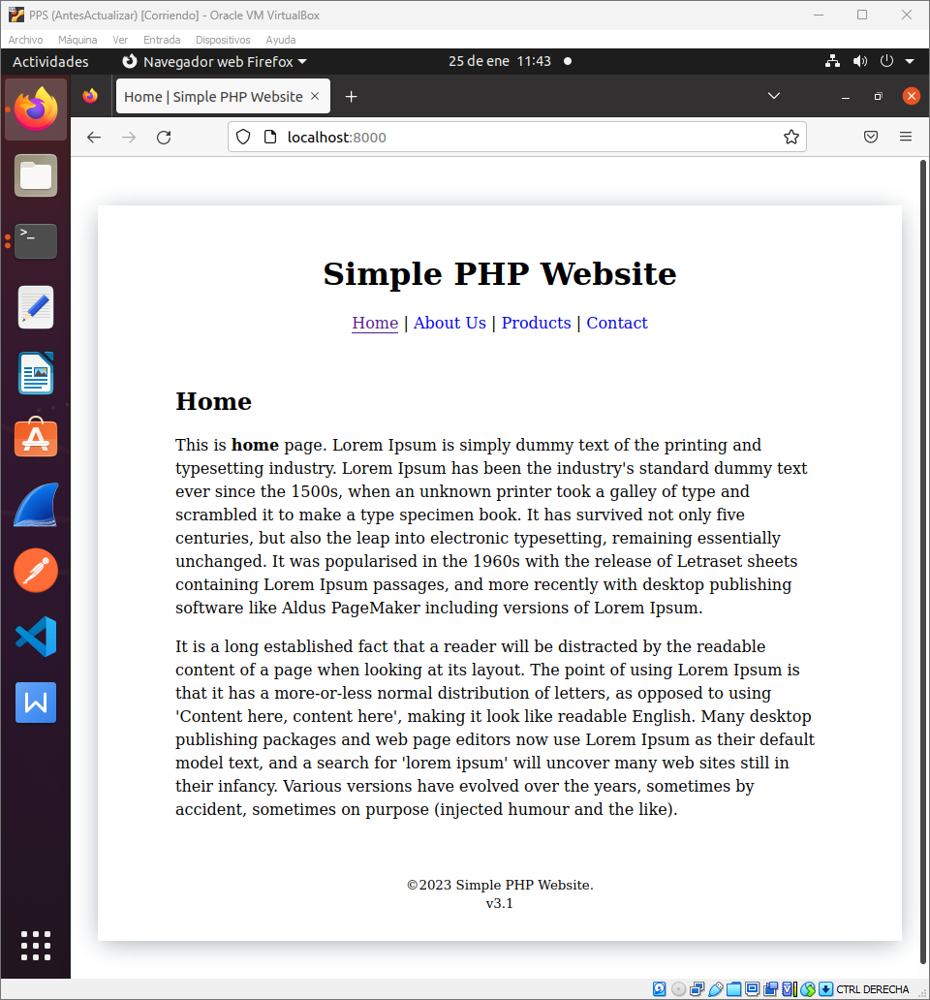 PPS (AntesActualizar) [Corriendo] - Oracle VM VirtualBox
Archivo Máquina Ver Entrada Dispositivos Ayuda
Actividades Navegador web Firefox 25 de ene 11:43
Home | Simple PHP Website
localhost:8000
Simple PHP Website
Home | About Us | Products | Contact
Home
This is home page. Lorem Ipsum is simply dummy text of the printing and
typesetting industry. Lorem Ipsum has been the industry's standard dummy text
ever since the 1500s, when an unknown printer took a galley of type and
scrambled it to make a type specimen book. It has survived not only five
centuries, but also the leap into electronic typesetting, remaining essentially
unchanged. It was popularised in the 1960s with the release of Letraset sheets
containing Lorem Ipsum passages, and more recently with desktop publishing
software like Aldus PageMaker including versions of Lorem Ipsum.
It is a long established fact that a reader will be distracted by the readable
content of a page when looking at its layout. The point of using Lorem Ipsum is
that it has a more-or-less normal distribution of letters, as opposed to using
'Content here, content here', making it look like readable English. Many desktop
publishing packages and web page editors now use Lorem Ipsum as their default
model text, and a search for 'lorem ipsum' will uncover many web sites still in
their infancy. Various versions have evolved over the years, sometimes by
accident, sometimes on purpose (injected humour and the like).
©2023 Simple PHP Website.
v3.1
CTRL DERECHA